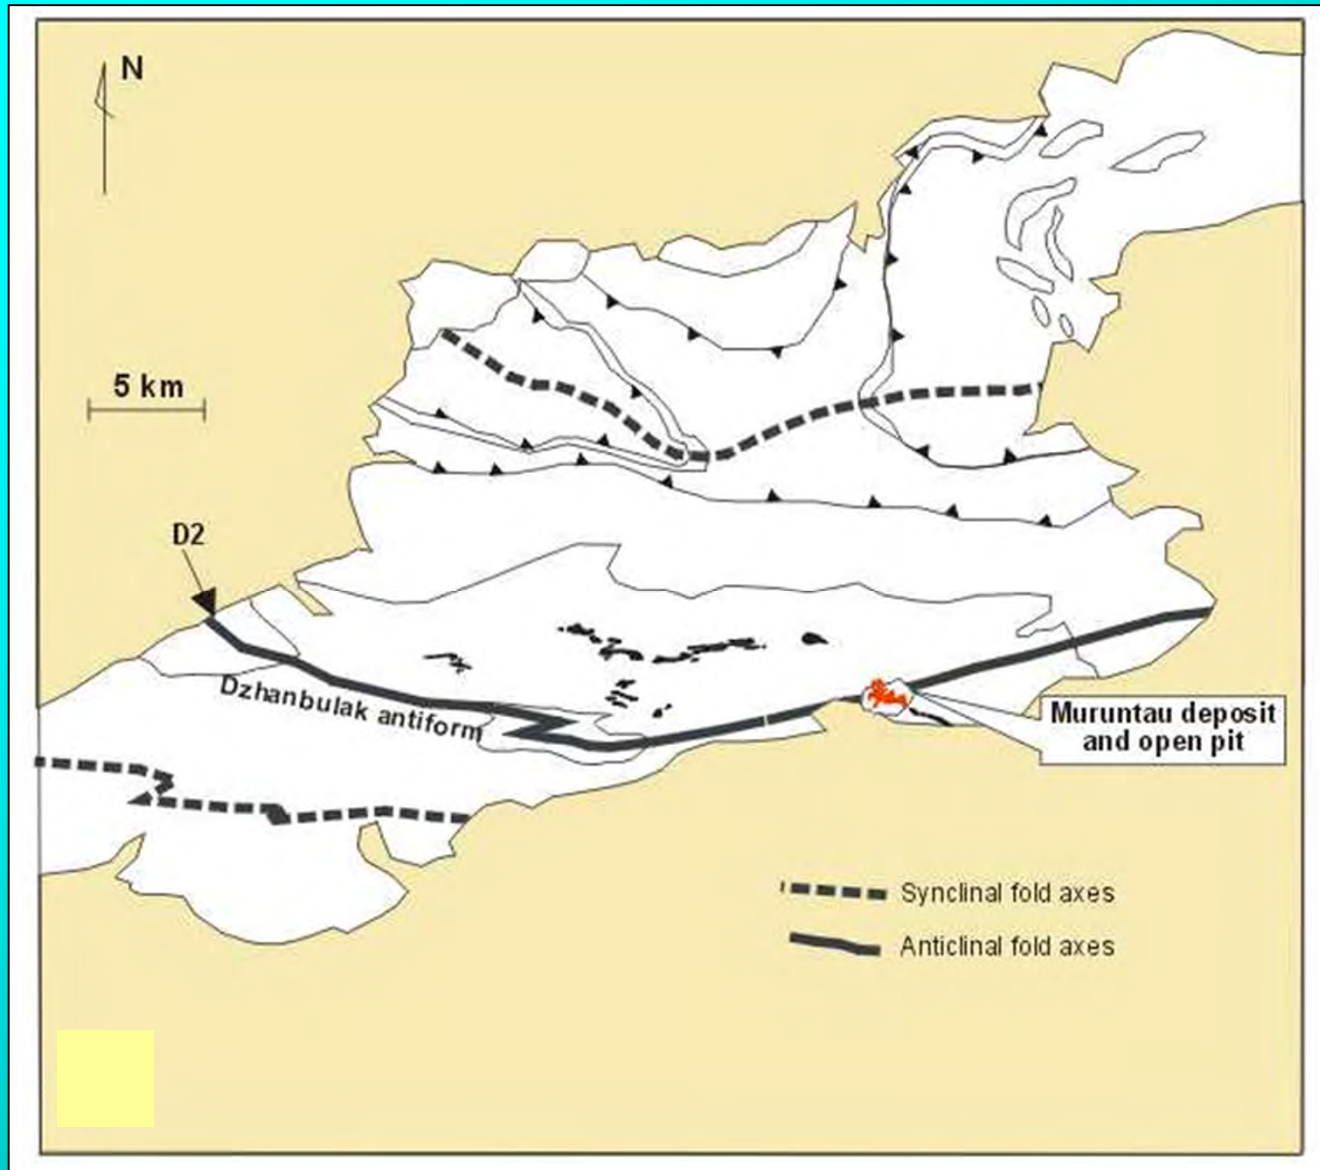 N
5 km
D2
Dzhanbulak antiform
Muruntau deposit
and open pit
Synclinal fold axes
Anticlinal fold axes